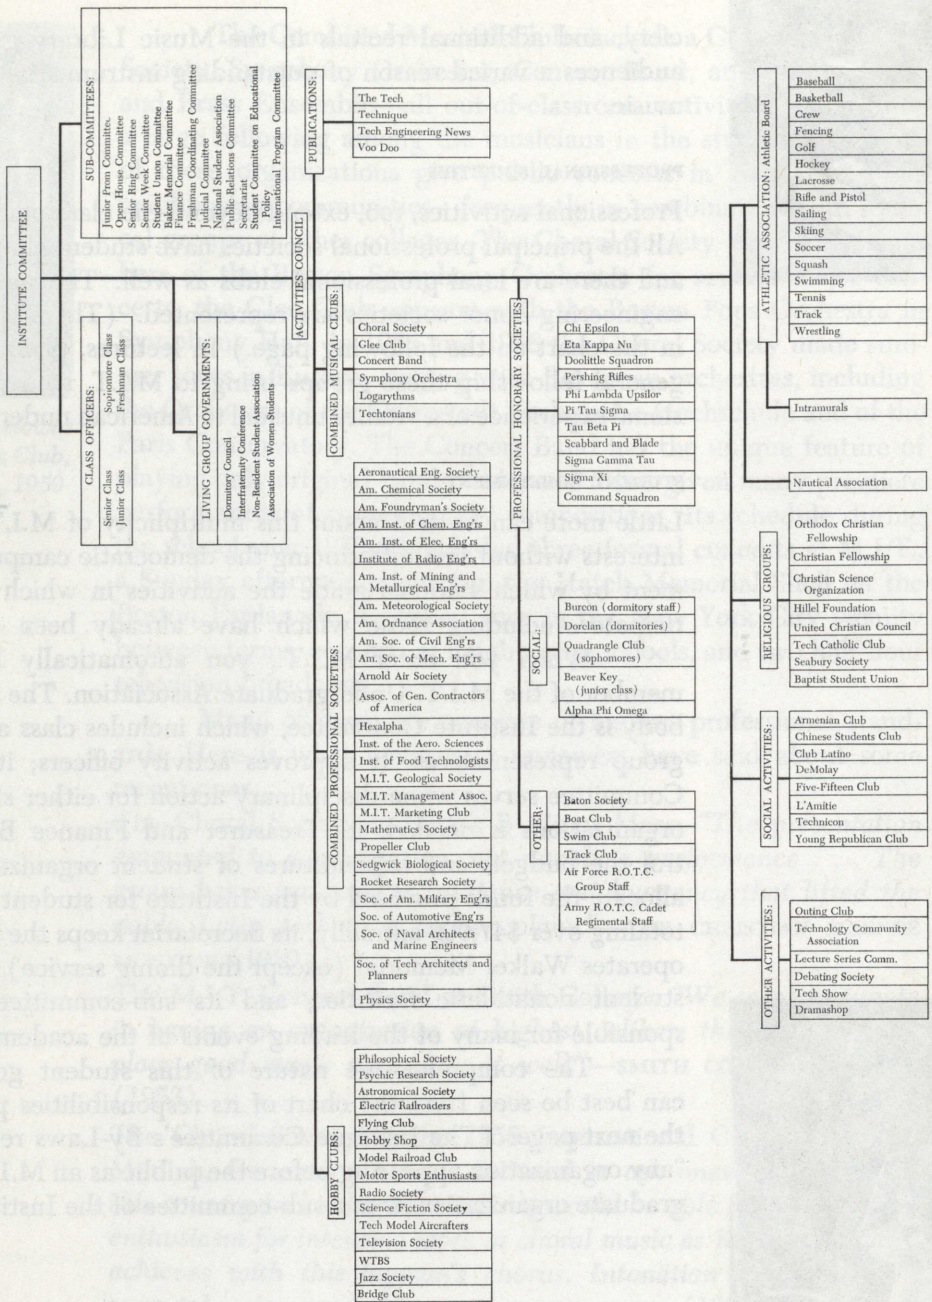 INSTITUTE COMMITTEE
CLASS OFFICERS:
Senior Class
Junior Class
Sophomore Class
Freshman Class
LIVING GROUP GOVERNMENTS:
Dormitory Council
Interfraternity Conference
Non-Resident Student Association
Association of Women Students
SUB-COMMITTEES:
Junior Prom Committee
Open House Committee
Senior Ring Committee
Senior Week Committee
Student Union Committee
Baker Memorial Committee
Finance Committee
Freshman Coordinating Committee
Judicial Committee
National Student Association
Public Relations Committee
Secretariat
Student Committee on Educational
Policy
International Program Committee
ACTIVITIES COUNCIL:
PUBLICATIONS:
The Tech
Technique
Tech Engineering News
Voo Doo
COMBINED MUSICAL CLUBS:
Choral Society
Glee Club
Concert Band
Symphony Orchestra
Logarythms
Techtonians
COMBINED PROFESSIONAL SOCIETIES:
Aeronautical Eng. Society
Am. Chemical Society
Am. Foundryman's Society
Am. Inst. of Chem. Eng'rs
Am. Inst. of Elec. Eng'rs
Institute of Radio Eng'rs
Am. Inst. of Mining and
Metallurgical Eng'rs
Am. Meteorological Society
Am. Ordnance Association
Am. Soc. of Civil Eng'rs
Am. Soc. of Mech. Eng'rs
Arnold Air Society
Assoc. of Gen. Contractors
of America
Hexalpha
Inst. of the Aero. Sciences
Inst. of Food Technologists
M.I.T. Geological Society
M.I.T. Management Assoc.
M.I.T. Marketing Club
Mathematics Society
Propeller Club
Sedgwick Biological Society
Rocket Research Society
Soc. of Am. Military Eng'rs
Soc. of Automotive Eng'rs
Soc. of Naval Architects
and Marine Engineers
Soc. of Tech Architects and
Planners
Physics Society
HOBBY CLUBS:
Philosophical Society
Psychic Research Society
Astronomical Society
Electric Railroaders
Flying Club
Hobby Shop
Model Railroad Club
Motor Sports Enthusiasts
Radio Society
Science Fiction Society
Tech Model Aircrafters
Television Society
WTBS
Jazz Society
Bridge Club
PROFESSIONAL HONORARY SOCIETIES:
Chi Epsilon
Eta Kappa Nu
Doolittle Squadron
Pershing Rifles
Phi Lambda Upsilor
Pi Tau Sigma
Tau Beta Pi
Scabbard and Blade
Sigma Gamma Tau
Sigma Xi
Command Squadron
SOCIAL:
Burcon (dormitory staff)
Dorclan (dormitories)
Quadrangle Club
(sophomores)
Beaver Key
(junior class)
Alpha Phi Omega
OTHER:
Baton Society
Boat Club
Swim Club
Track Club
Air Force R.O.T.C.
Group Staff
Army R.O.T.C. Cadet
Regimental Staff
ATHLETIC ASSOCIATION: Athletic Board
Baseball
Basketball
Crew
Fencing
Golf
Hockey
Lacrosse
Rifle and Pistol
Sailing
Skiing
Soccer
Squash
Swimming
Tennis
Track
Wrestling
Intramurals
Nautical Association
RELIGIOUS GROUPS:
Orthodox Christian
Fellowship
Christian Fellowship
Christian Science
Organization
Hillel Foundation
United Christian Council
Tech Catholic Club
Seabury Society
Baptist Student Union
SOCIAL ACTIVITIES:
Armenian Club
Chinese Students Club
Club Latino
DeMolay
Five-Fifteen Club
L'Amitie
Technicon
Young Republican Club
OTHER ACTIVITIES:
Outing Club
Technology Community
Association
Lecture Series Comm.
Debating Society
Tech Show
Dramashop